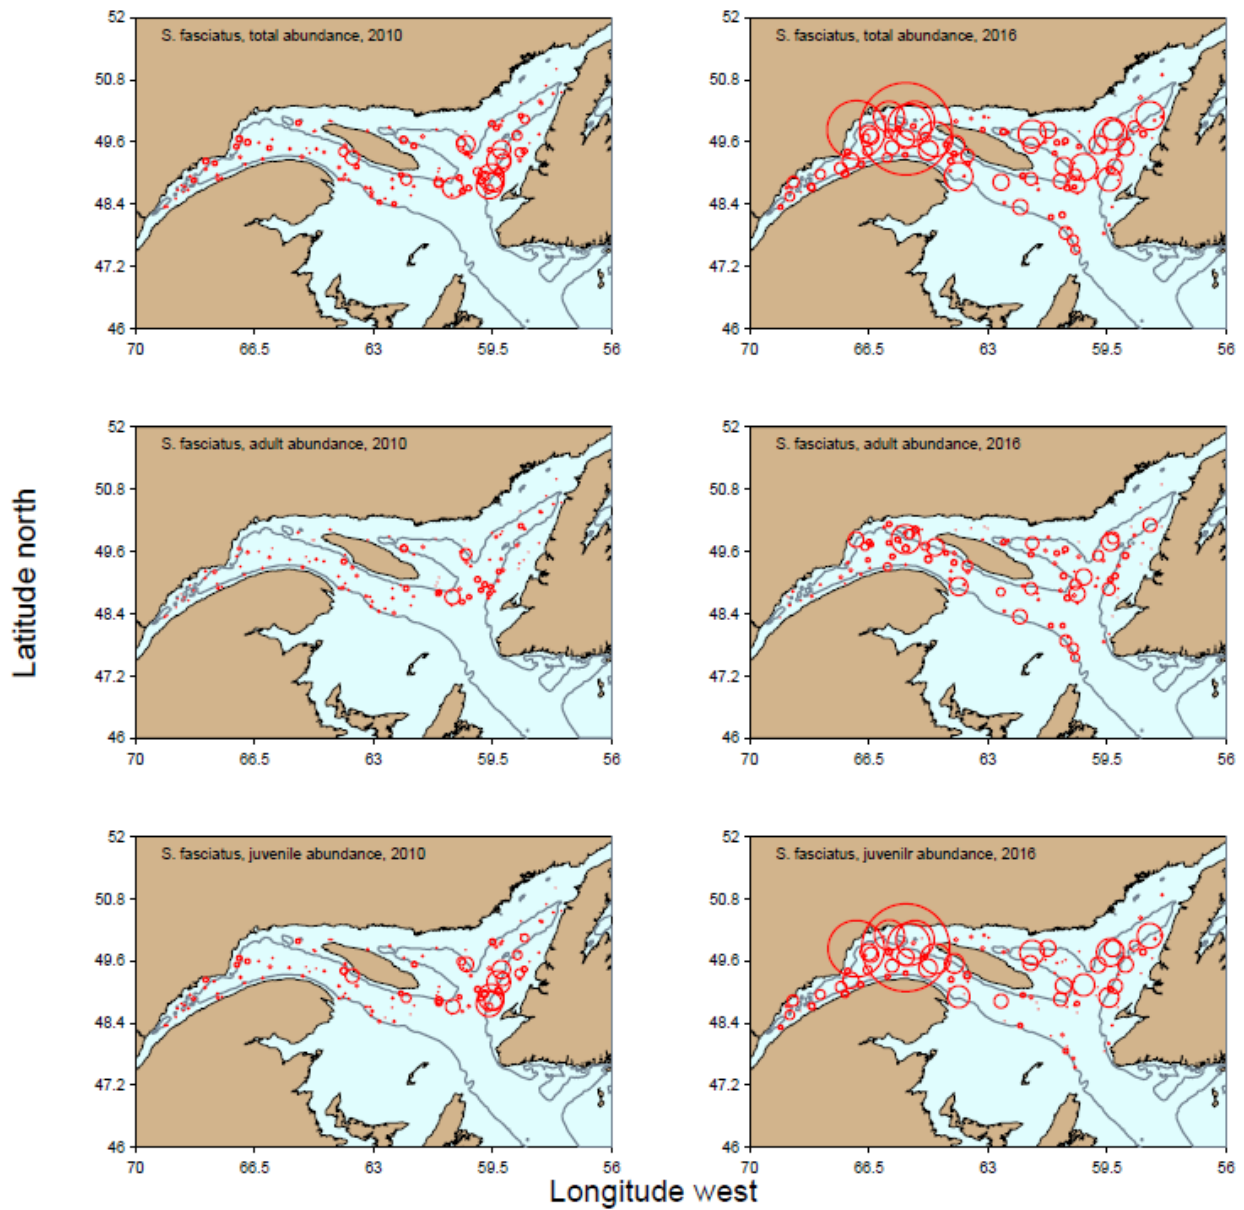 S. fasciatus, total abundance, 2010
52
50.8
49.6
48.4
47.2
46
70 66.5 63 59.5 56
S. fasciatus, total abundance, 2016
52
50.8
49.6
48.4
47.2
46
70 66.5 63 59.5 56
S. fasciatus, adult abundance, 2010
52
50.8
49.6
48.4
47.2
46
70 66.5 63 59.5 56
S. fasciatus, adult abundance, 2016
52
50.8
49.6
48.4
47.2
46
70 66.5 63 59.5 56
S. fasciatus, juvenile abundance, 2010
52
50.8
49.6
48.4
47.2
46
70 66.5 63 59.5 56
S. fasciatus, juvenilr abundance, 2016
52
50.8
49.6
48.4
47.2
46
70 66.5 63 59.5 56
Latitude north
Longitude west